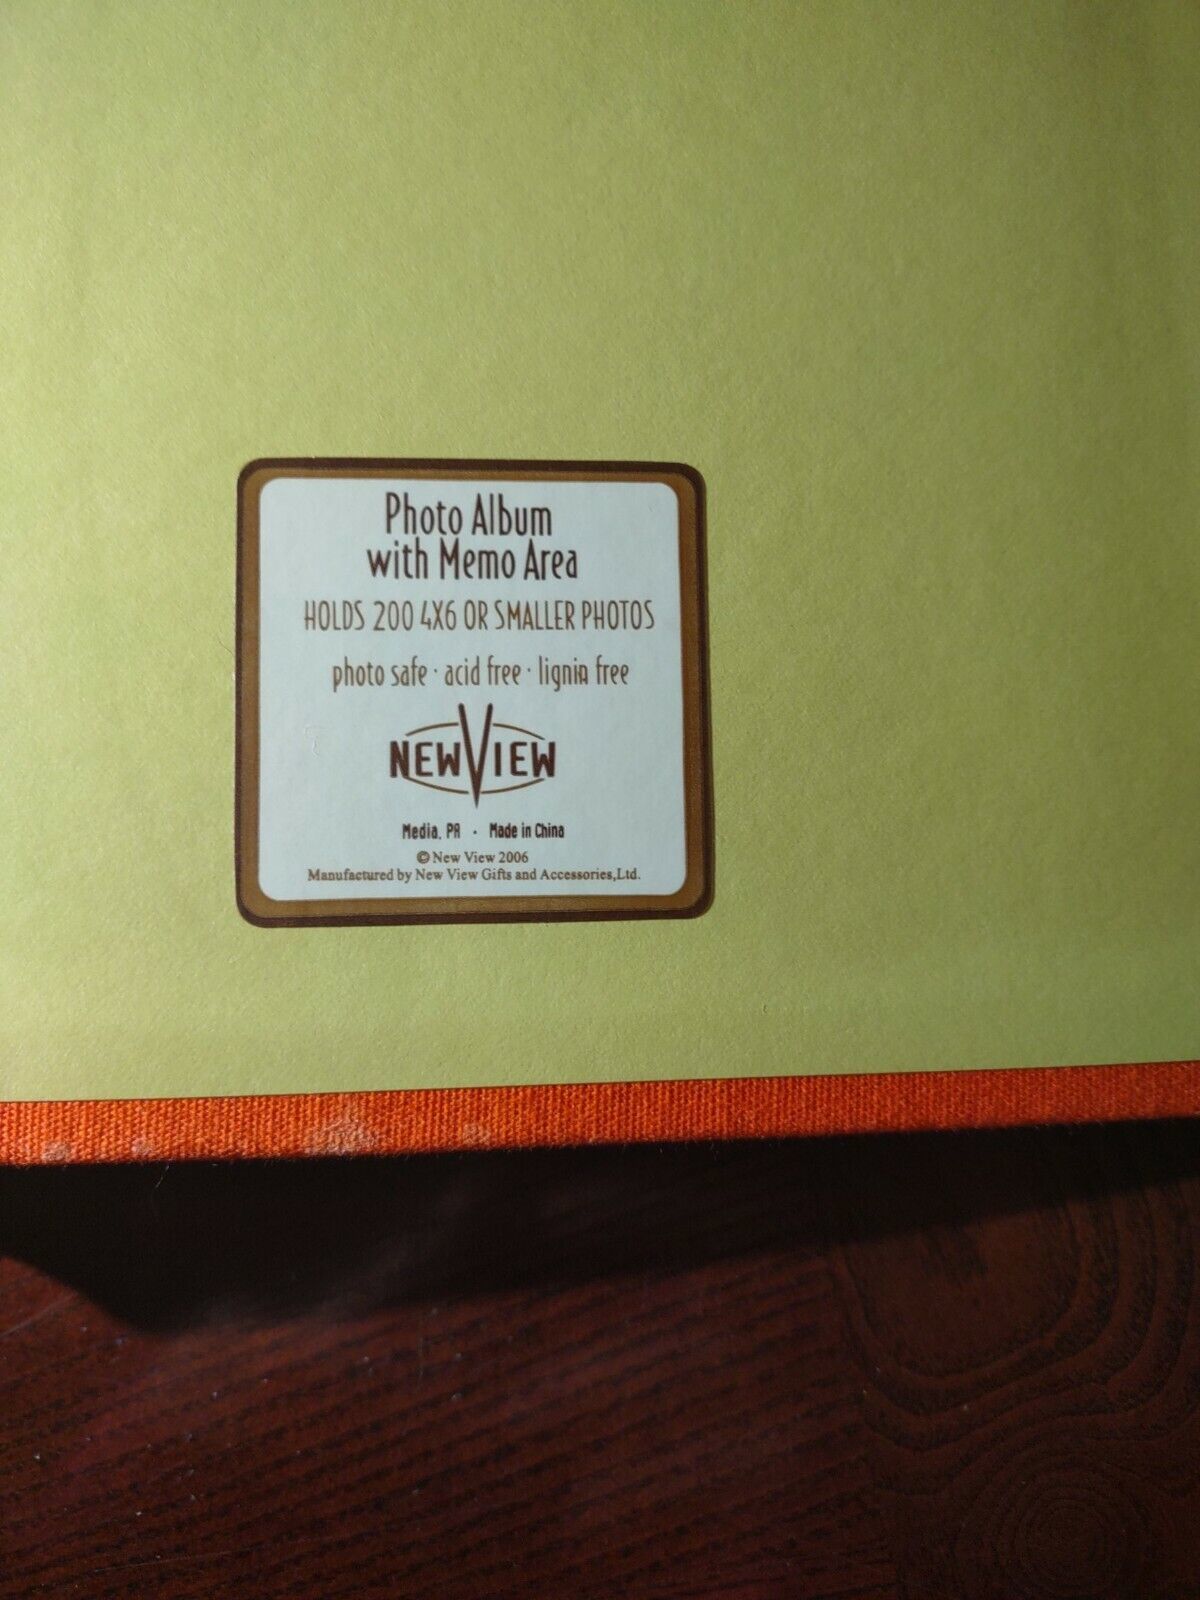 Photo Album
with Memo Area
HOLDS 200 4X6 OR SMALLER PHOTOS
photo safe · acid free · lignin free
NEWVIEW
Media, PA · Made in China
© New View 2006
Manufactured by New View Gifts and Accessories,Ltd.